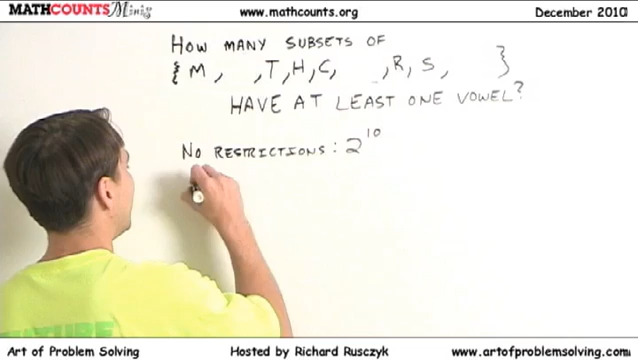 MATHCOUNTS Minis www.mathcounts.org December 2010
HOW MANY SUBSETS OF
{ M, , T, H, C, , R, S, }
HAVE AT LEAST ONE VOWEL?
NO RESTRICTIONS: 2^10
Art of Problem Solving Hosted by Richard Rusczyk www.artofproblemsolving.com